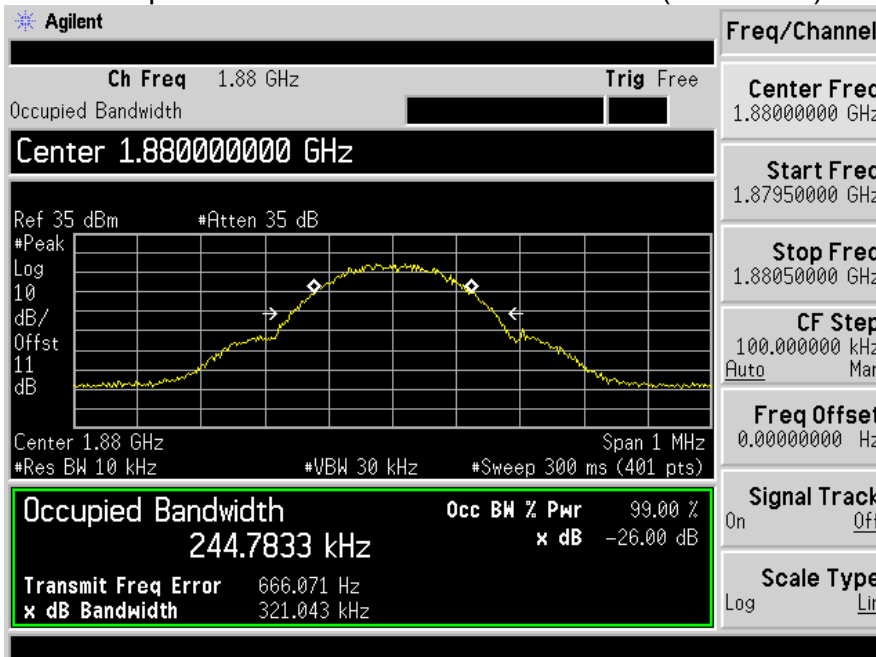 Agilent
Ch Freq 1.88 GHz Trig Free
Occupied Bandwidth
Center 1.880000000 GHz
Ref 35 dBm #Atten 35 dB
#Peak
Log
10
dB/
Offst
11
dB
Center 1.88 GHz Span 1 MHz
#Res BW 10 kHz #VBW 30 kHz #Sweep 300 ms (401 pts)
Occupied Bandwidth Occ BW % Pwr 99.00 %
244.7833 kHz x dB -26.00 dB
Transmit Freq Error 666.071 Hz
x dB Bandwidth 321.043 kHz
Freq/Channel
Center Freq
1.88000000 GHz
Start Freq
1.87950000 GHz
Stop Freq
1.88050000 GHz
CF Step
100.000000 kHz
Auto Man
Freq Offset
0.00000000 Hz
Signal Track
On Off
Scale Type
Log Lin